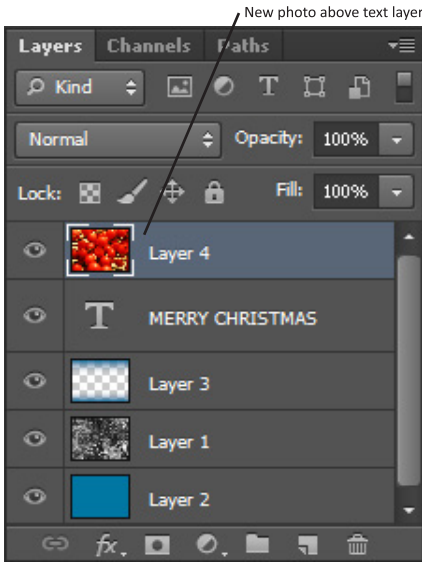 New photo above text layer
Layers Channels Paths
Kind T
Normal Opacity: 100%
Lock: Fill: 100%
Layer 4
T MERRY CHRISTMAS
Layer 3
Layer 1
Layer 2
fx.